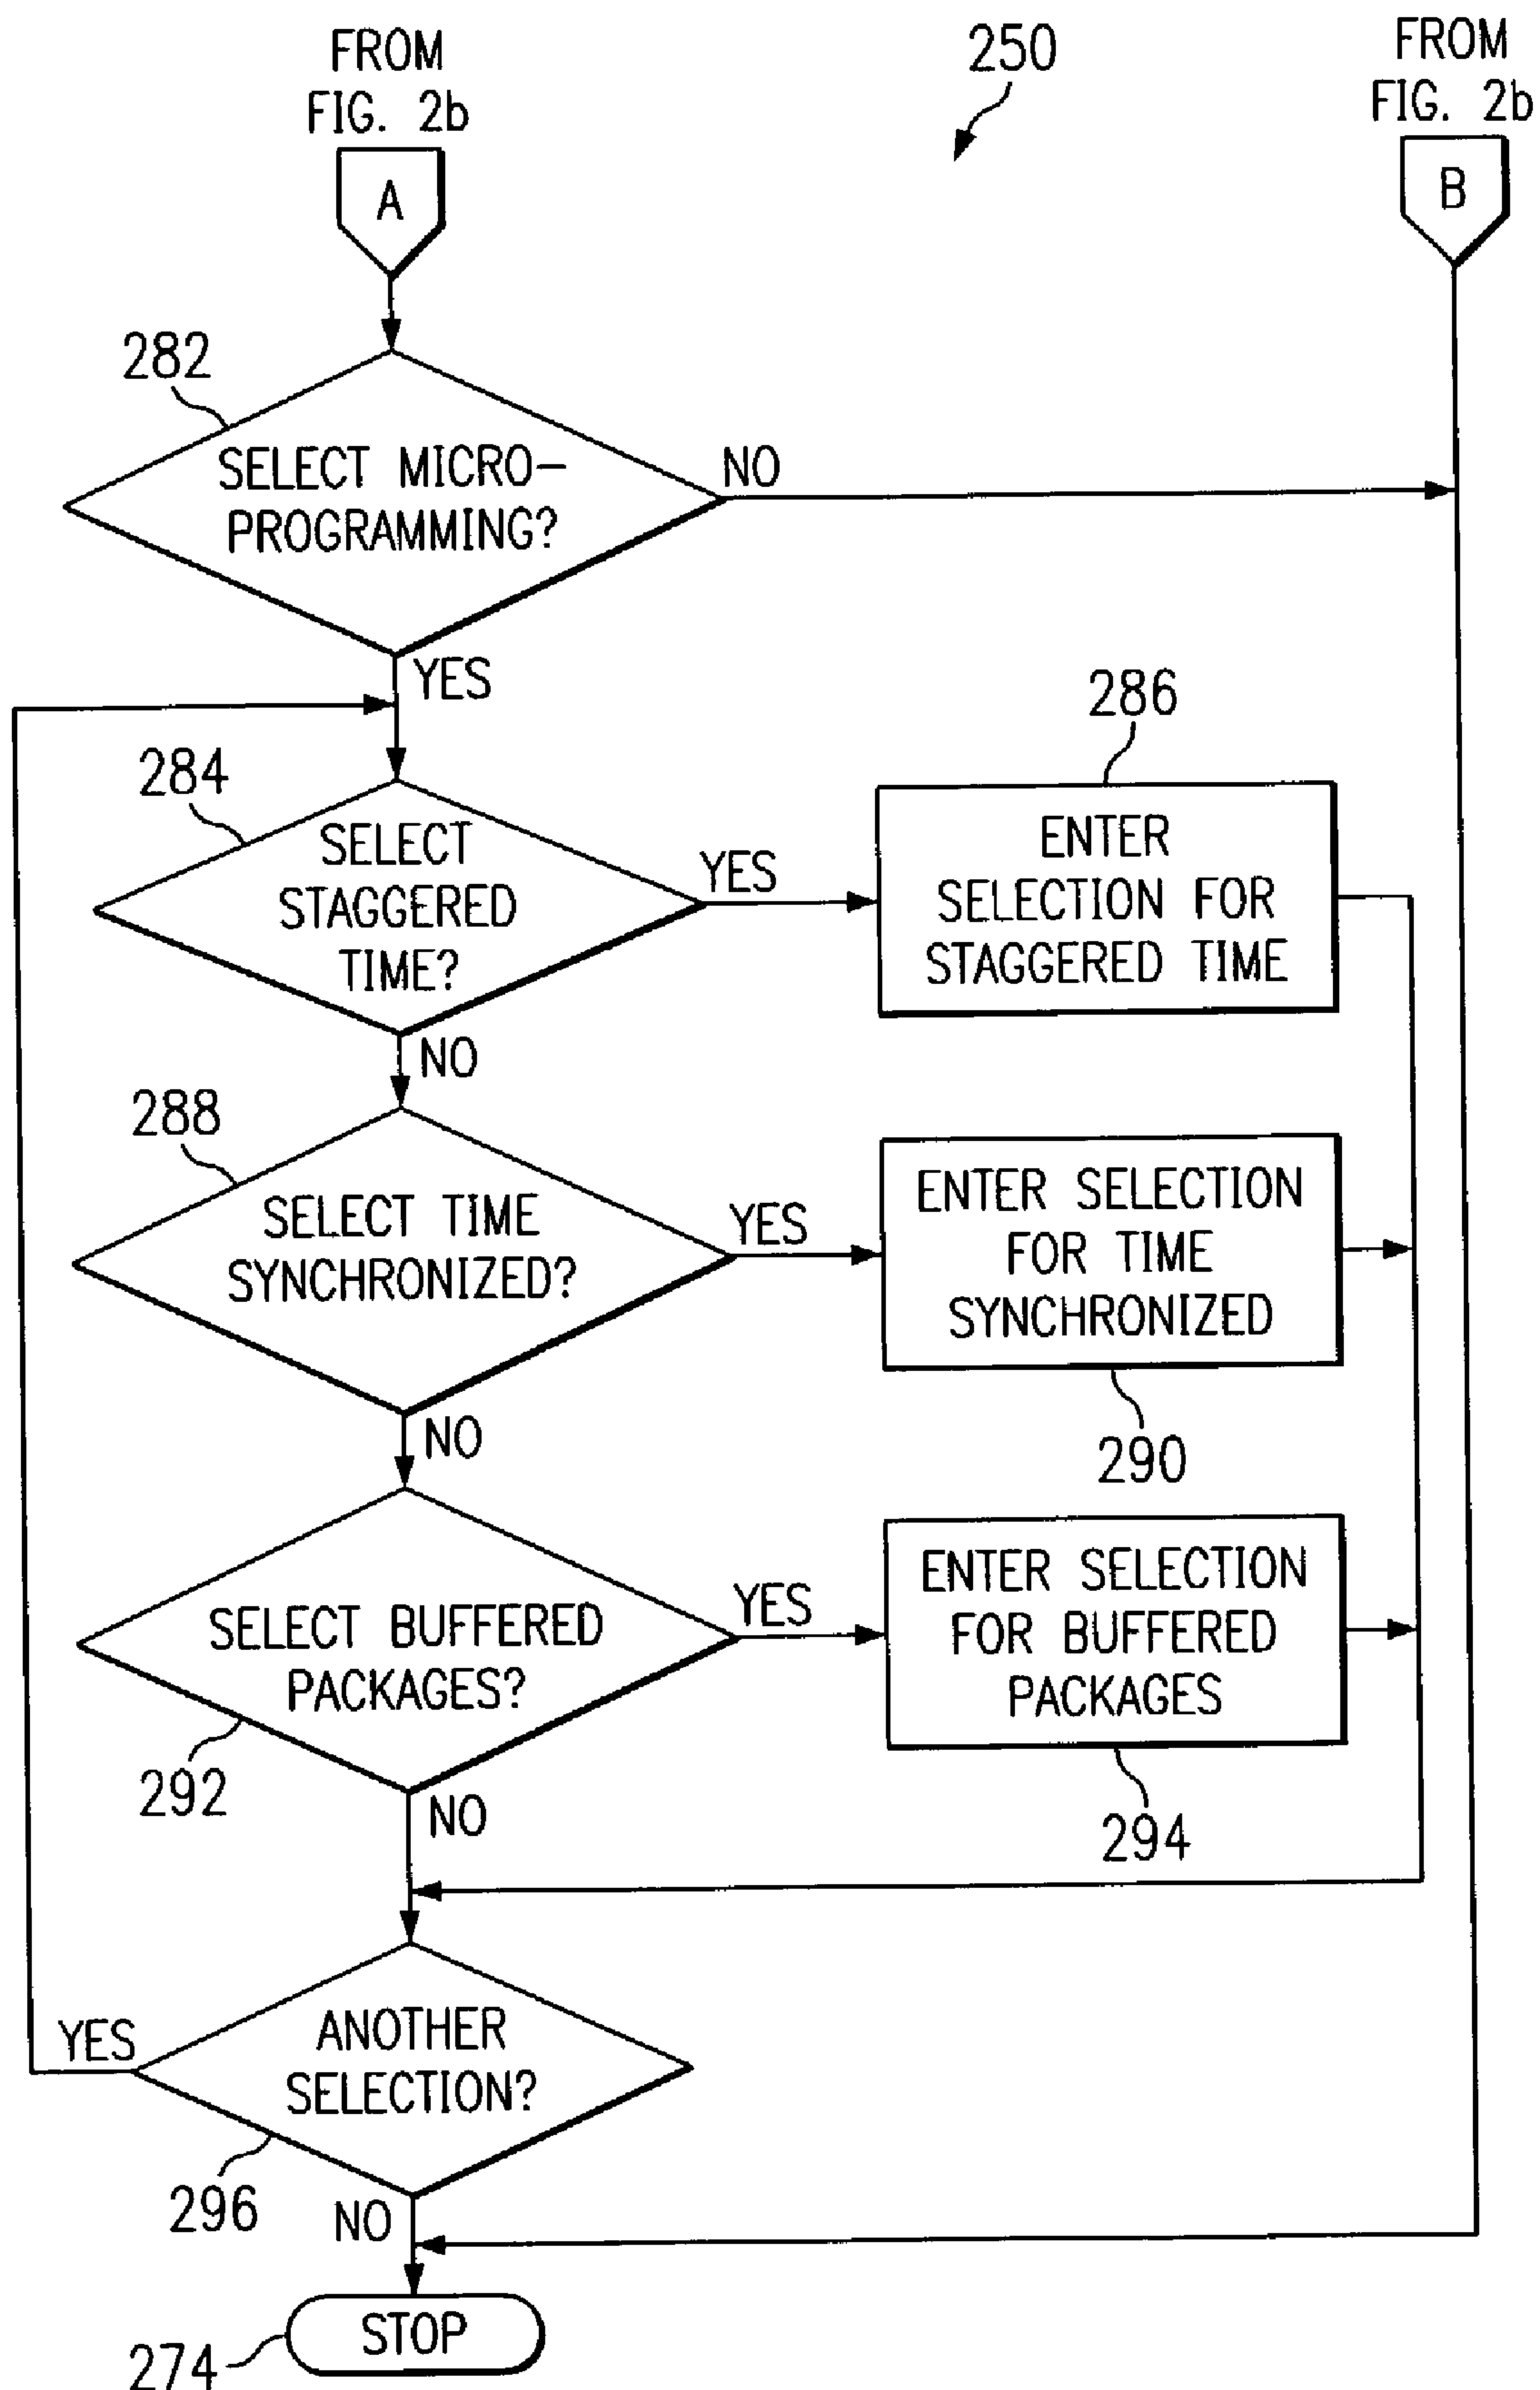 FROM
FIG. 2b
250
FROM
FIG. 2b
A
B
282
SELECT MICRO-
PROGRAMMING?
NO
YES
284
SELECT
STAGGERED
TIME?
YES
286
ENTER
SELECTION FOR
STAGGERED TIME
NO
288
SELECT TIME
SYNCHRONIZED?
YES
ENTER SELECTION
FOR TIME
SYNCHRONIZED
290
NO
SELECT BUFFERED
PACKAGES?
292
YES
ENTER SELECTION
FOR BUFFERED
PACKAGES
294
NO
YES
ANOTHER
SELECTION?
296
NO
STOP
274